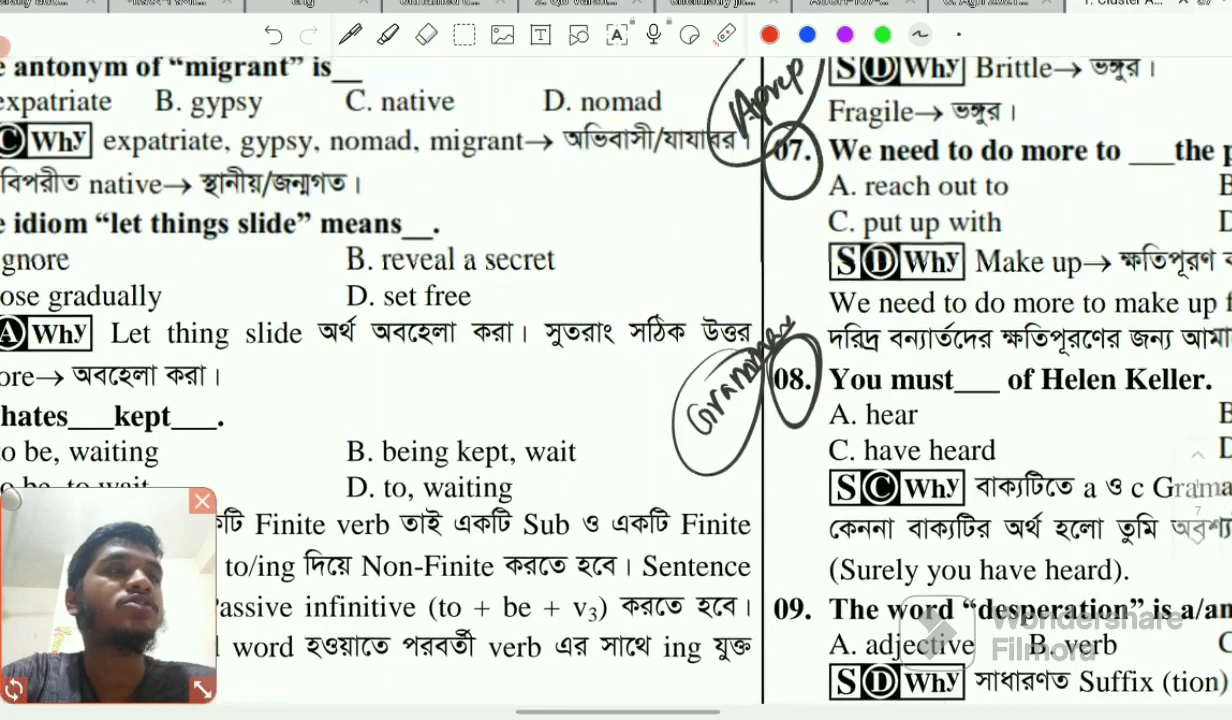 e antonym of “migrant” is__
expatriate B. gypsy C. native D. nomad
C Why expatriate, gypsy, nomad, migrant→ অভিবাসী/যাযাবর।
বিপরীত native→ স্থানীয়/জন্মগত।
e idiom “let things slide” means__.
gnore B. reveal a secret
ose gradually D. set free
A Why Let thing slide অর্থ অবহেলা করা। সুতরাং সঠিক উত্তর
ore→ অবহেলা করা।
hates___kept___.
to be, waiting B. being kept, wait
D. to, waiting
টি Finite verb তাই একটি Sub ও একটি Finite
to/ing দিয়ে Non-Finite করতে হবে। Sentence
assive infinitive (to + be + v3) করতে হবে।
word হওয়াতে পরবর্তী verb এর সাথে ing যুক্ত
Aprep
Grammar
S D Why Brittle→ ভঙ্গুর।
Fragile→ ভঙ্গুর।
07. We need to do more to ___the p
A. reach out to B
C. put up with D
S D Why Make up→ ক্ষতিপূরণ ক
We need to do more to make up f
দরিদ্র বন্যার্তদের ক্ষতিপূরণের জন্য আমা
08. You must___ of Helen Keller.
A. hear B
C. have heard D
S C Why বাক্যটিতে a ও c Grama
কেননা বাক্যটির অর্থ হলো তুমি অবশ্য
(Surely you have heard).
09. The word “desperation” is a/an
A. adjective B. verb C
S D Why সাধারণত Suffix (tion)
7
Wondershare
Filmora